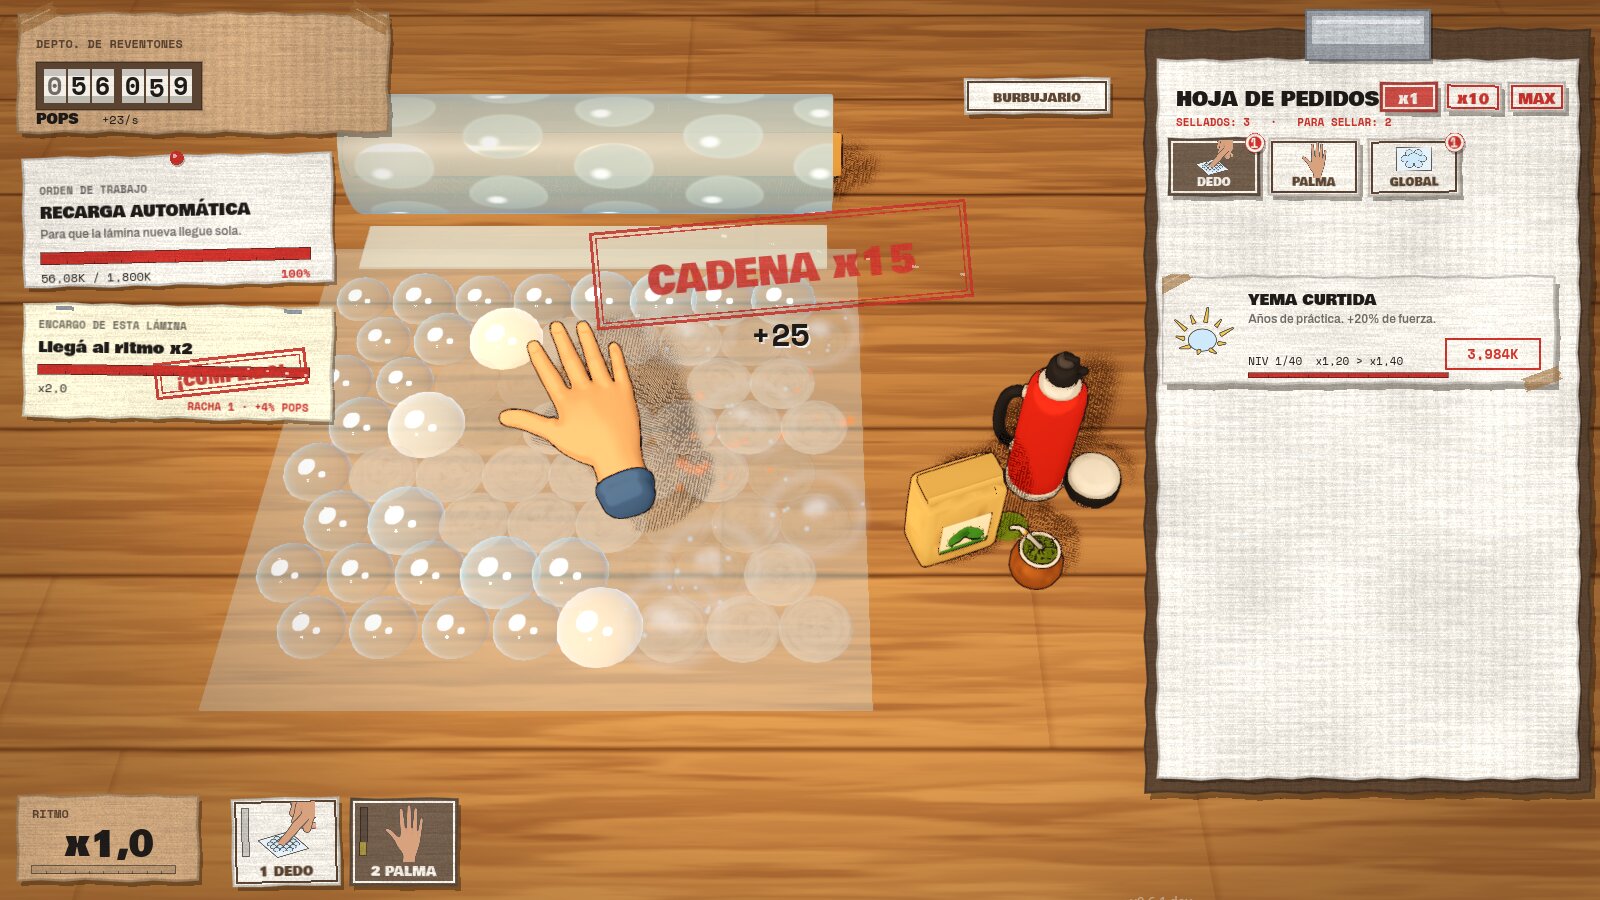 DEPTO. DE REVENTONES
056 059
POPS +23/s
ORDEN DE TRABAJO
RECARGA AUTOMÁTICA
Para que la lámina nueva llegue sola.
56,08K / 1,800K 100%
ENCARGO DE ESTA LÁMINA
Llegá al ritmo x2
x2,0
RACHA 1 · +4% POPS
CADENA x15
+25
BURBUJARIO
HOJA DE PEDIDOS x1 x10 MAX
SELLADOS: 3 · PARA SELLAR: 2
1 1
DEDO PALMA GLOBAL
YEMA CURTIDA
Años de práctica. +20% de fuerza.
NIV 1/40 x1,20 > x1,40 3,984K
RITMO
x1,0
1 DEDO 2 PALMA